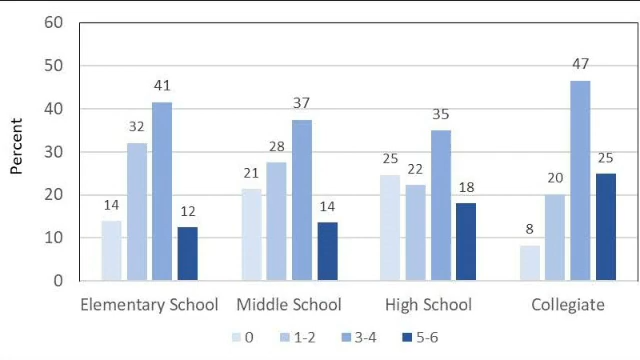 60
50
40
30
20
10
0
Percent
14 32 41 12
21 28 37 14
25 22 35 18
8 20 47 25
Elementary School Middle School High School Collegiate
0 1-2 3-4 5-6